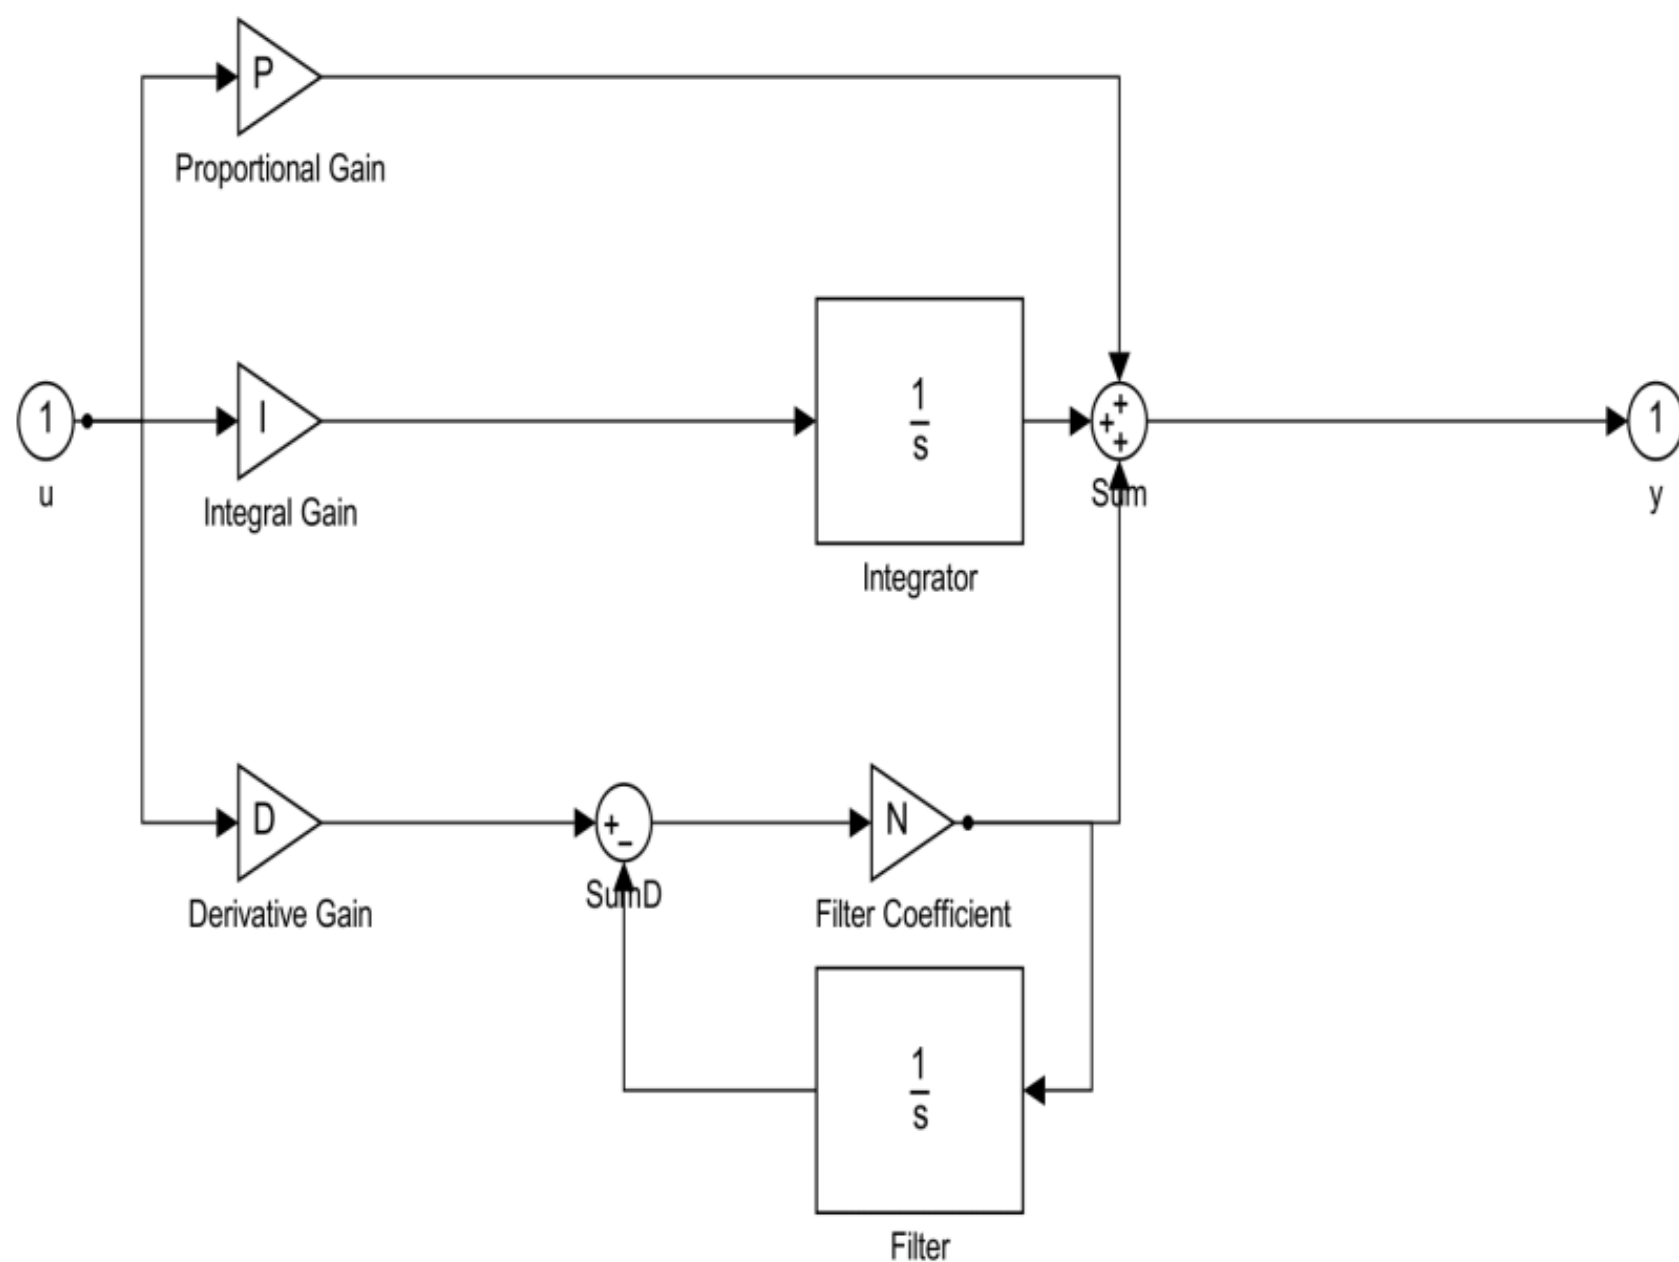 P
Proportional Gain
1
u
I
Integral Gain
1
s
Integrator
+
+
+
Sum
1
y
D
Derivative Gain
+
−
SumD
N
Filter Coefficient
1
s
Filter